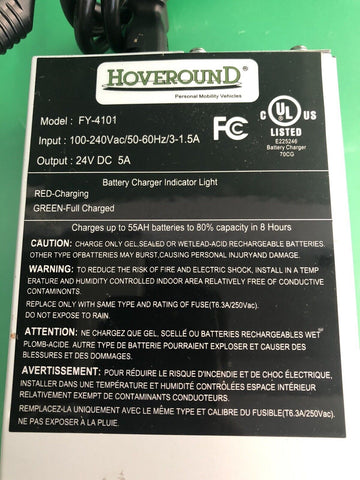 HOVEROUND®
Personal Mobility Vehicles
Model : FY-4101
Input : 100-240Vac/50-60Hz/3-1.5A
Output : 24V DC 5A
FC
C UL US
®
LISTED
E225246
Battery Charger
70CG
Battery Charger Indicator Light
RED-Charging
GREEN-Full Charged
Charges up to 55AH batteries to 80% capacity in 8 Hours
CAUTION: CHARGE ONLY GEL,SEALED OR WETLEAD-ACID RECHARGEABLE BATTERIES.
OTHER TYPE OFBATTERIES MAY BURST,CAUSING PERSONAL INJURYAND DAMAGE.
WARNING: TO REDUCE THE RISK OF FIRE AND ELECTRIC SHOCK, INSTALL IN A TEMP
ERATURE AND HUMIDITY CONTROLLED INDOOR AREA RELATIVELY FREE OF CONDUCTIVE
CONTAMINONTS.
REPLACE ONLY WITH SAME TYPE AND RATING OF FUSE(T6.3A/250Vac).
DO NOT EXPOSE TO RAIN.
ATTENTION: NE CHARGEZ QUE GEL, SCELLÉ OU BATTERIES RECHARGEABLES WET
PLOMB-ACIDE. AUTRE TYPE DE BATTERIE POURRAIENT EXPLOSER ET CAUSER DES
BLESSURES ET DES DOMMAGES.
AVERTISSEMENT: POUR RÉDUIRE LE RISQUE D'INCENDIE ET DE CHOC ÉLECTRIQUE,
INSTALLER DANS UNE TEMPÉRATURE ET HUMIDITÉ CONTRÔLÉES ESPACE INTÉRIEUR
RELATIVEMENT EXEMPT DE CONTAMINANTS CONDUCTEURS.
REMPLACEZ-LA UNIQUEMENT AVEC LE MÊME TYPE ET CALIBRE DU FUSIBLE(T6.3A/250Vac).
NE PAS EXPOSER À LA PLUIE.